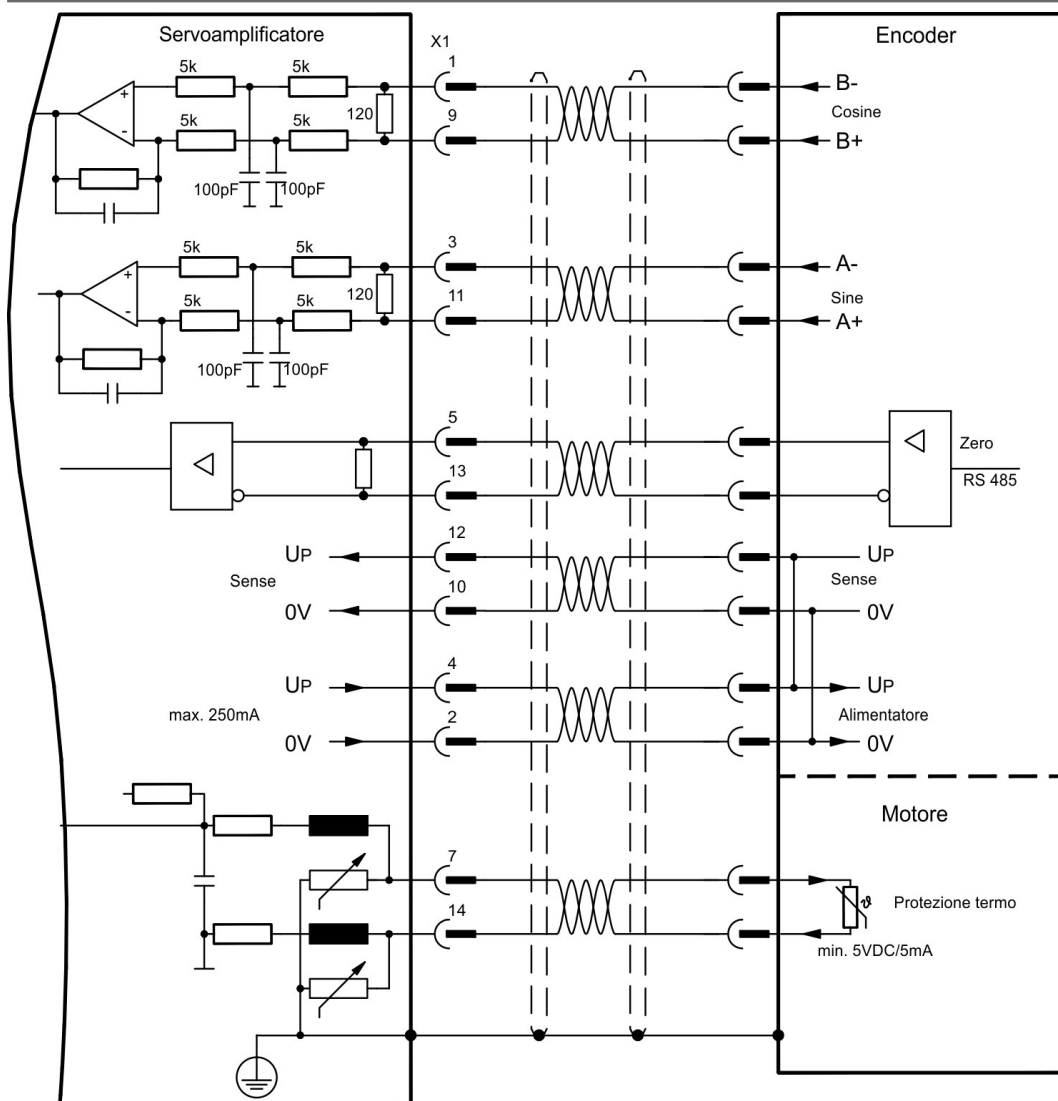 Servoamplificatore
X1
Encoder
5k 5k
1
B-
120
Cosine
5k 5k
9
B+
100pF 100pF
5k 5k
3
A-
120
Sine
5k 5k
11
A+
100pF 100pF
5
Zero
13
RS 485
UP
12
UP
Sense
Sense
0V
10
0V
UP
4
UP
max. 250mA
Alimentatore
0V
2
0V
Motore
7
ϑ
Protezione termo
14
min. 5VDC/5mA
+
-
+
-